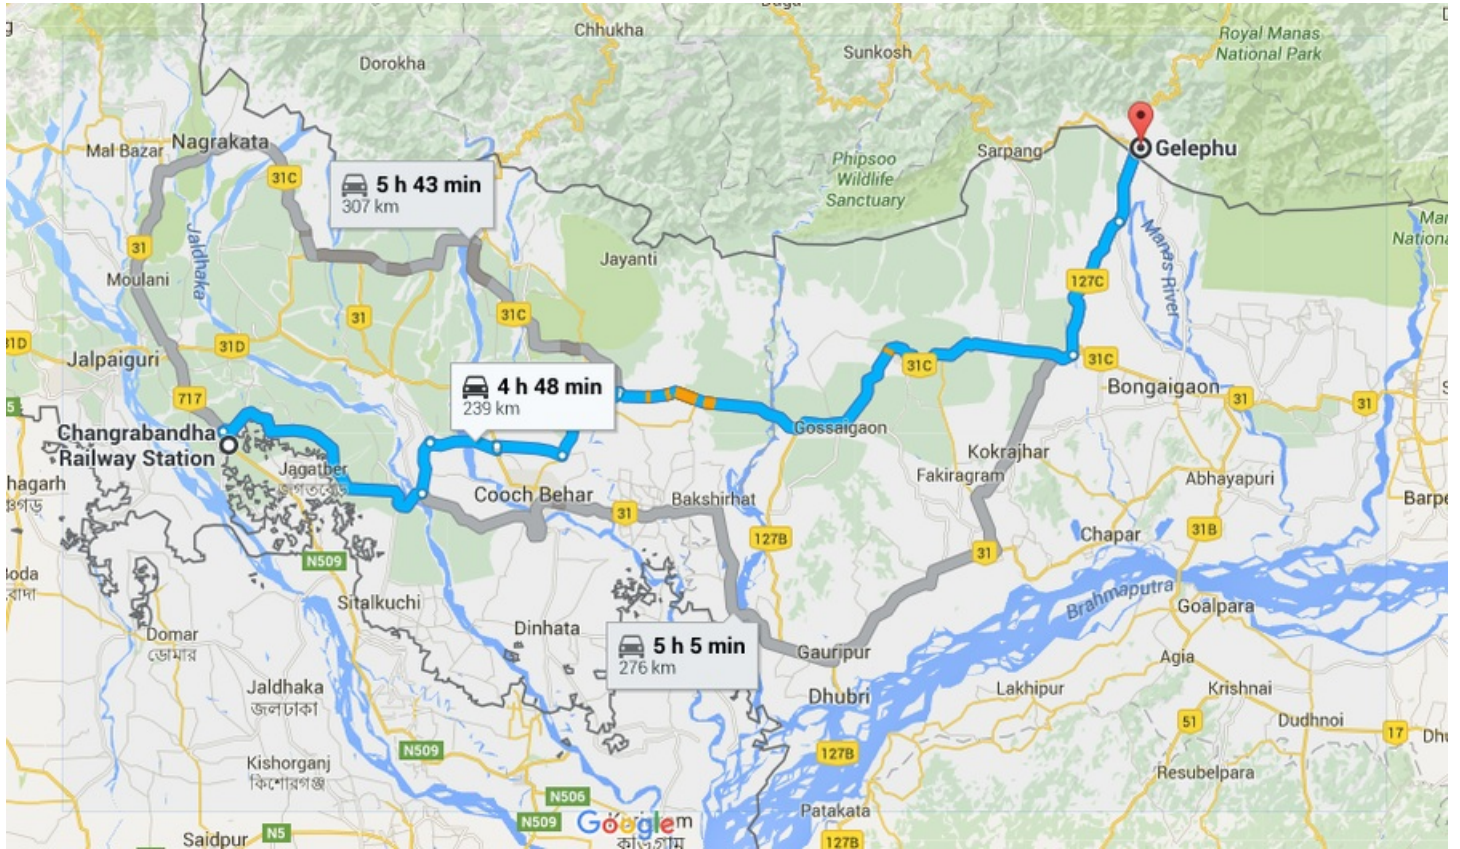 Chhukha
Dorokha
Sunkosh
Royal Manas
National Park
Mal Bazar
Nagrakata
31C
5 h 43 min
307 km
Phipsoo
Wildlife
Sanctuary
Sarpang
Gelephu
31
Jaldhaka
Moulani
Jayanti
Manas River
127C
31
31C
31D
31D
Jalpaiguri
717
4 h 48 min
239 km
31C
31C
Bongaigaon
31
31
5
Changrabandha
Railway Station
Gossaigaon
Jagatber
Kokrajhar
Fakiragram
Abhayapuri
Cooch Behar
31
Bakshirhat
127B
Chapar
31B
31
N509
Sitalkuchi
Brahmaputra
Goalpara
Domar
ডোমার
Dinhata
5 h 5 min
276 km
Gauripur
Agia
Jaldhaka
জলঢাকা
Dhubri
Lakhipur
Krishnai
51
Dudhnoi
17
N509
127B
Kishorganj
কিশোরগঞ্জ
Resubelpara
N506
N509
Google
Patakata
N5
Saidpur
127B